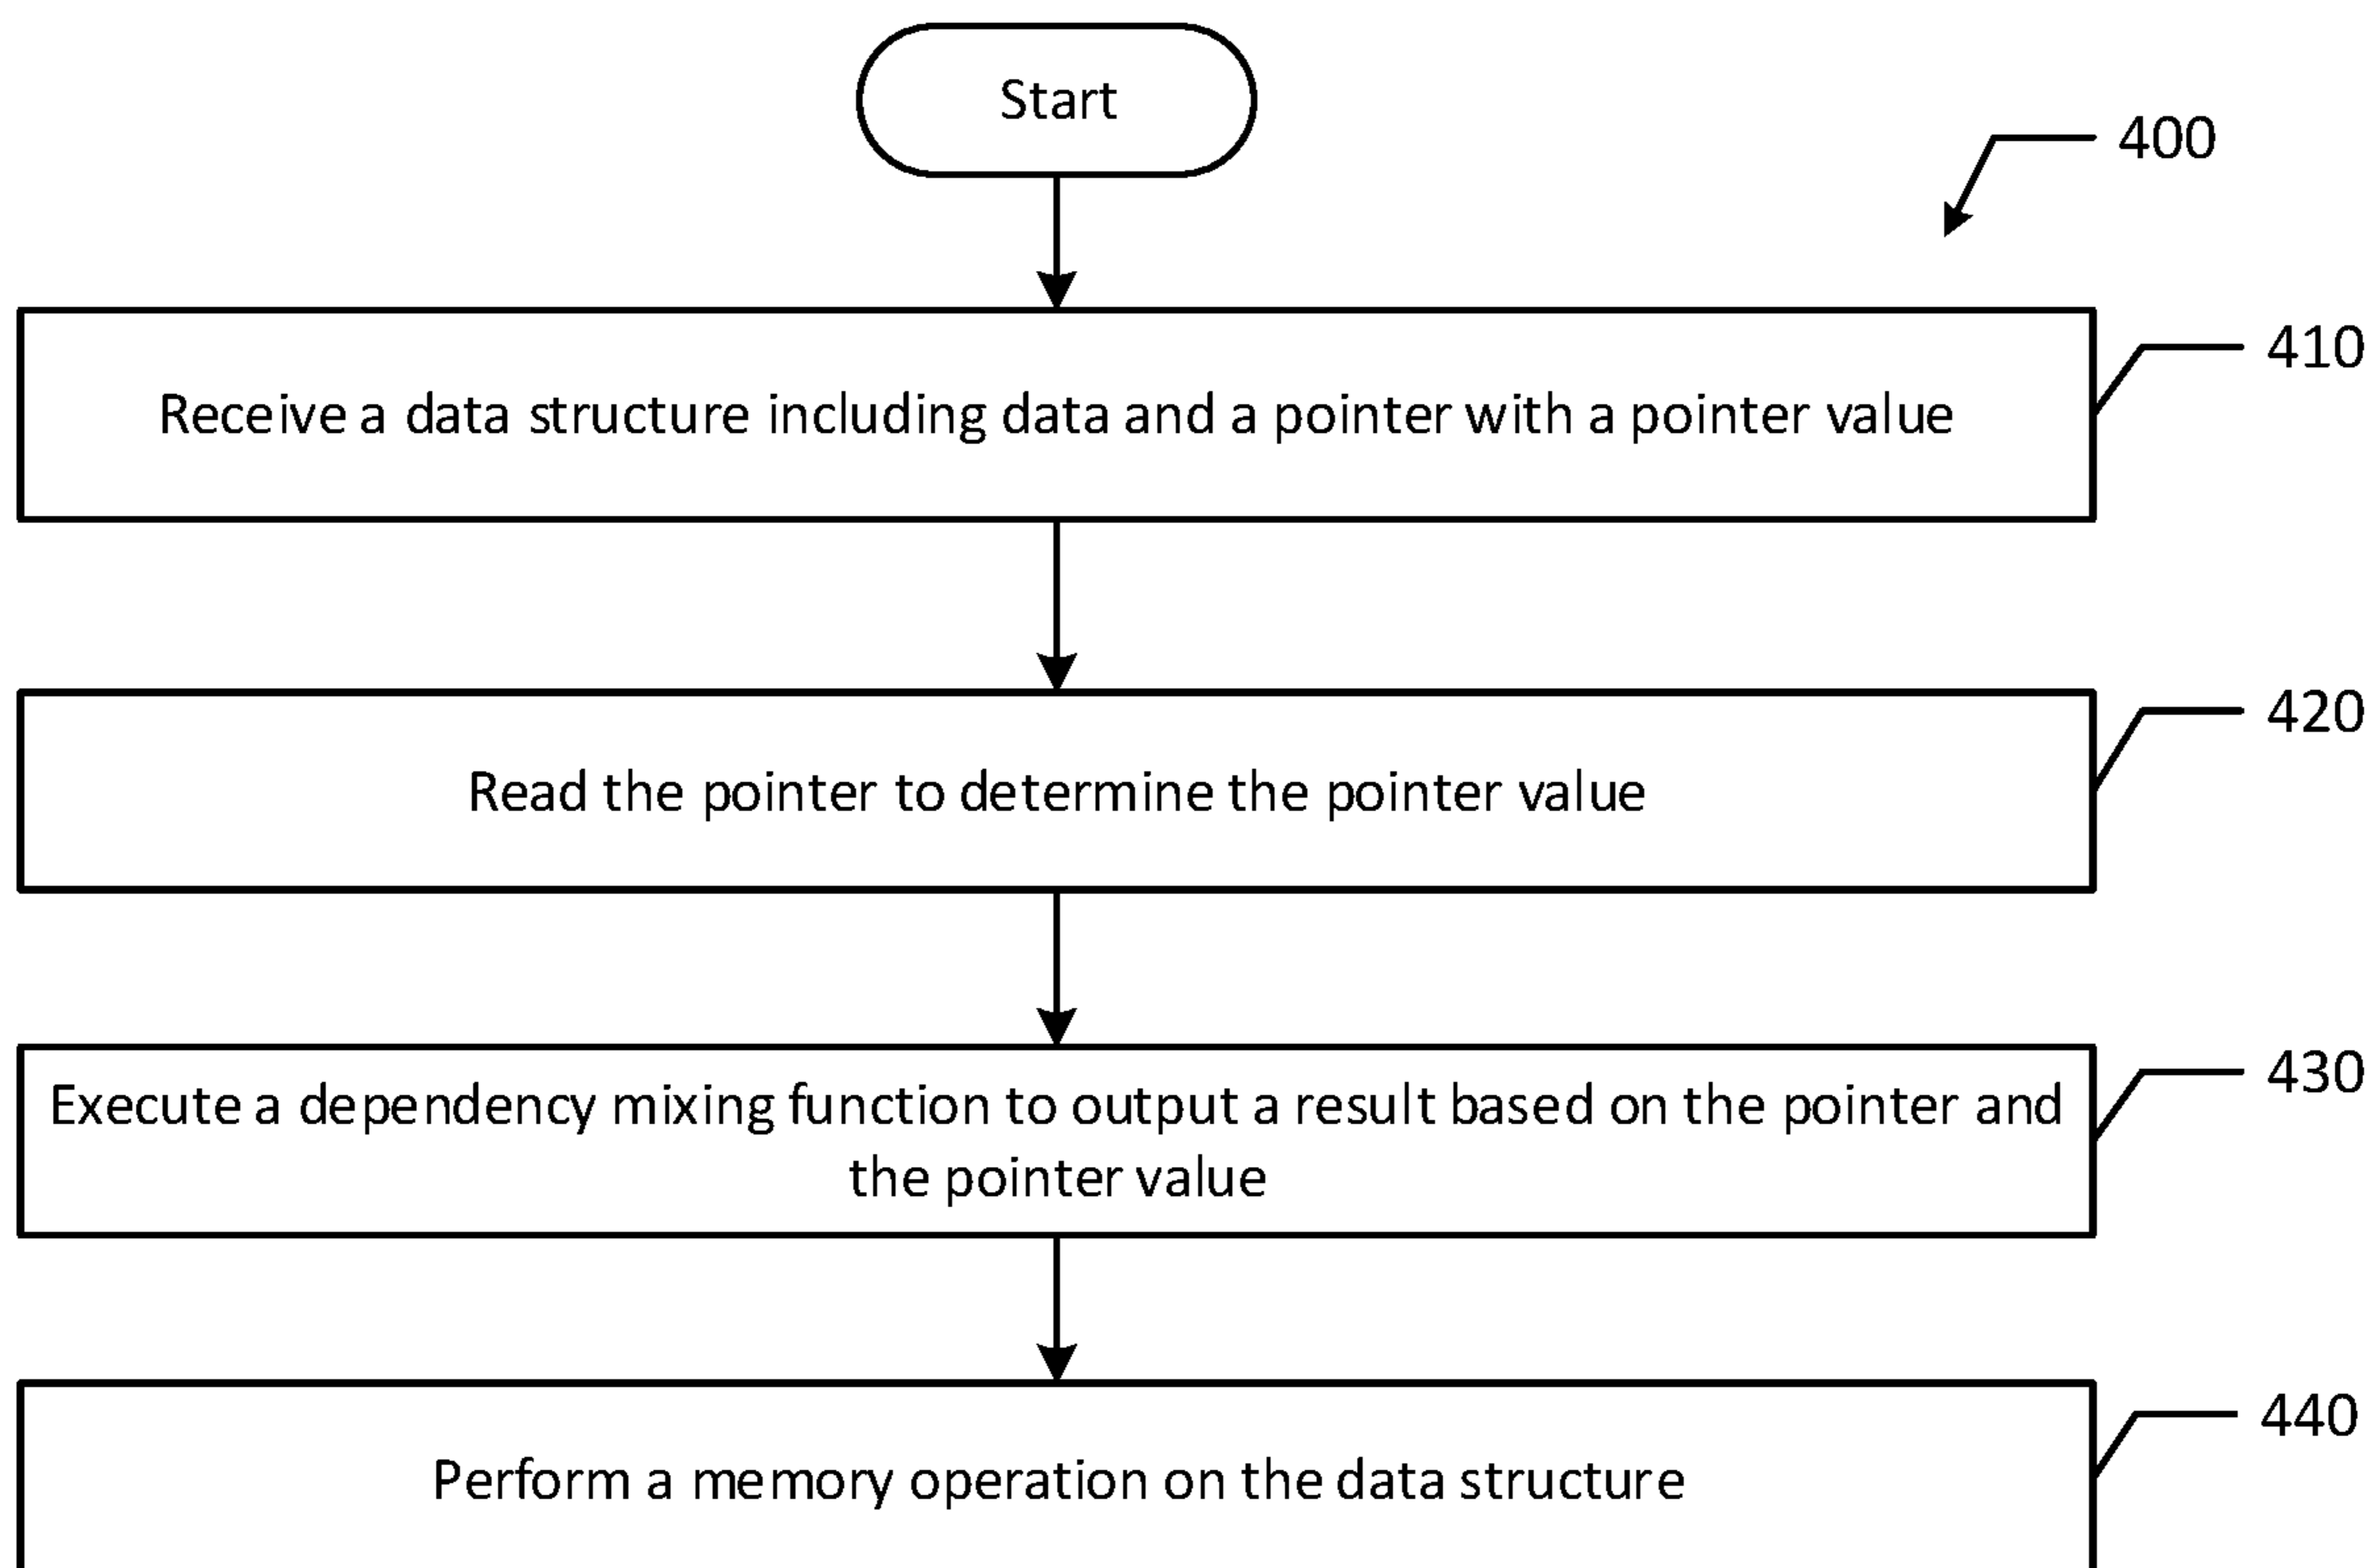 Start
400
410
Receive a data structure including data and a pointer with a pointer value
420
Read the pointer to determine the pointer value
430
Execute a dependency mixing function to output a result based on the pointer and
the pointer value
440
Perform a memory operation on the data structure